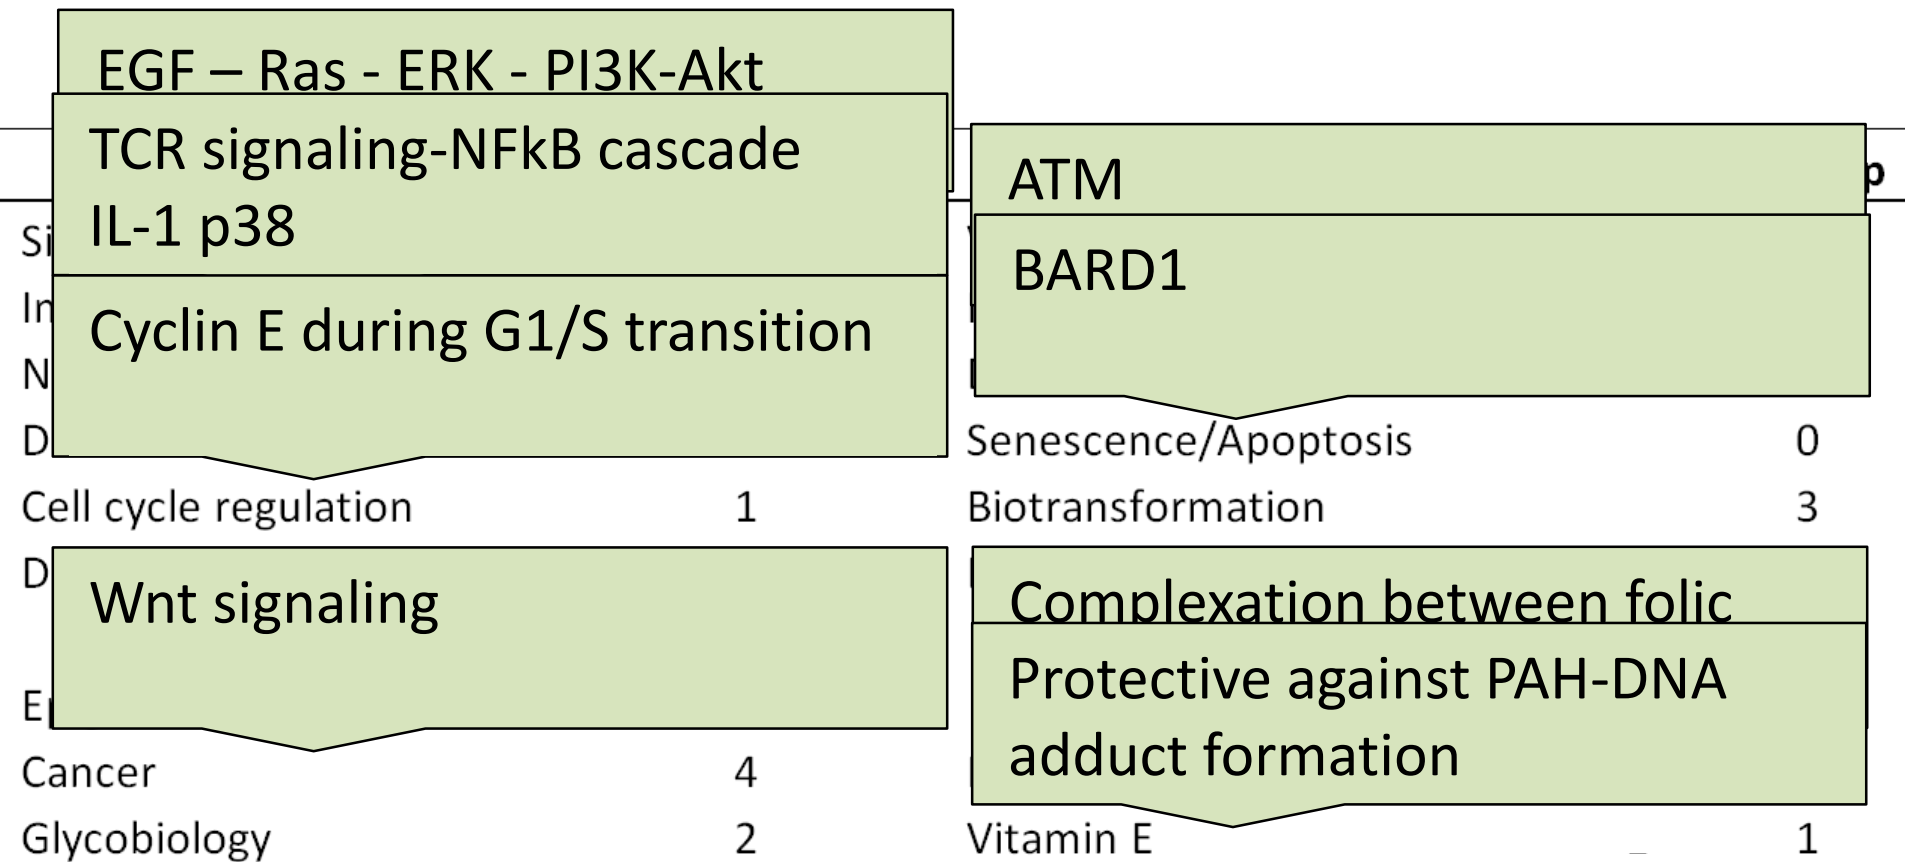 EGF – Ras - ERK - PI3K-Akt
TCR signaling-NFkB cascade
IL-1 p38
Cyclin E during G1/S transition
Cell cycle regulation 1
Wnt signaling
Cancer 4
Glycobiology 2
ATM
BARD1
Senescence/Apoptosis 0
Biotransformation 3
Complexation between folic
Protective against PAH-DNA
adduct formation
Vitamin E 1